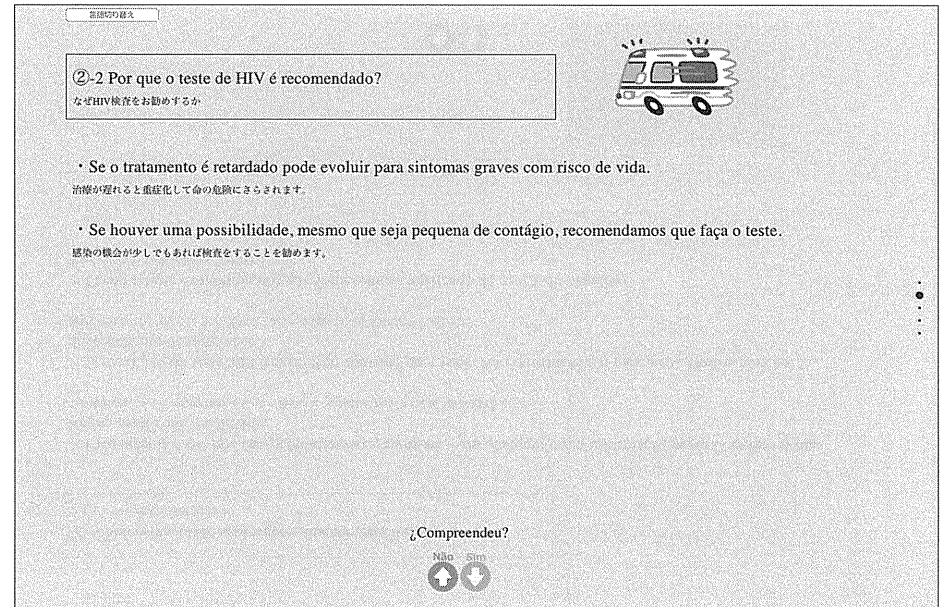 言語切り替え
②-2 Por que o teste de HIV é recomendado?
なぜHIV検査をお勧めするか
・Se o tratamento é retardado pode evoluir para sintomas graves com risco de vida.
治療が遅れると重症化して命の危険にさらされます。
・Se houver uma possibilidade, mesmo que seja pequena de contágio, recomendamos que faça o teste.
感染の機会が少しでもあれば検査をすることを勧めます。
¿Compreendeu?
Não Sim